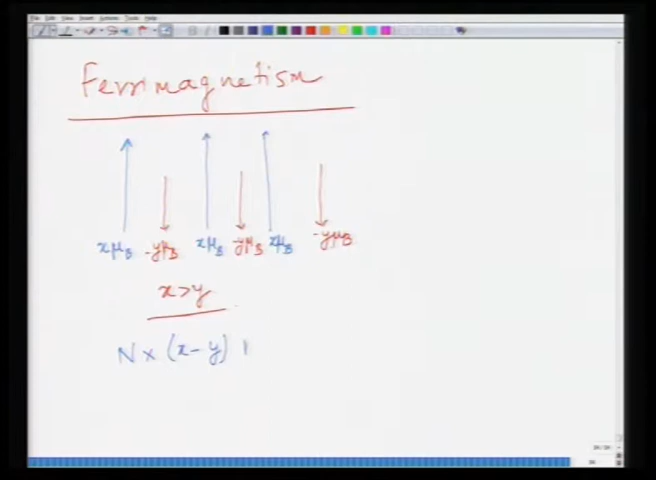 Ferrimagnetism
xμB -yμB xμB -yμB xμB -yμB
x>y
N × (x-y)